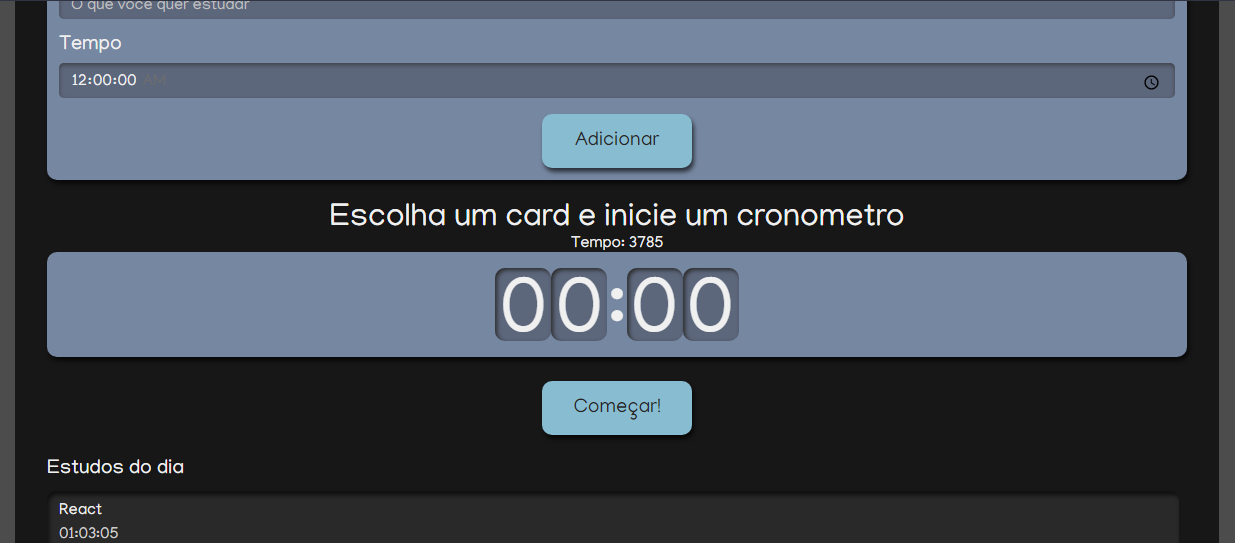 O que você quer estudar
Tempo
12:00:00 AM
Adicionar
Escolha um card e inicie um cronometro
Tempo: 3785
00:00
Começar!
Estudos do dia
React
01:03:05